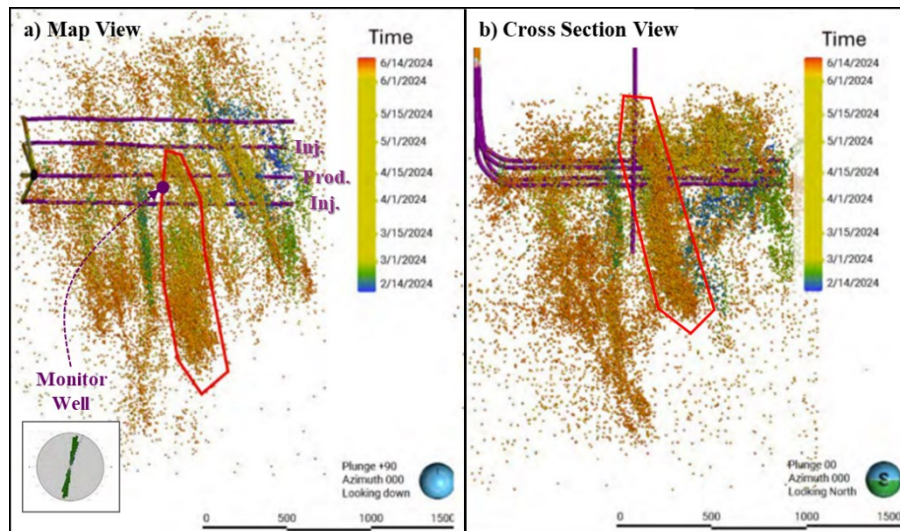 a) Map View
Time
6/14/2024
6/1/2024
5/15/2024
5/1/2024
4/15/2024
4/1/2024
3/15/2024
3/1/2024
2/14/2024
Inj.
Prod.
Inj.
Monitor
Well
Plunge +90
Azimuth 000
Looking down
0 500 1000 1500
b) Cross Section View
Time
6/14/2024
6/1/2024
5/15/2024
5/1/2024
4/15/2024
4/1/2024
3/15/2024
3/1/2024
2/14/2024
Plunge 00
Azimuth 000
Looking North
S
0 500 1000 1500